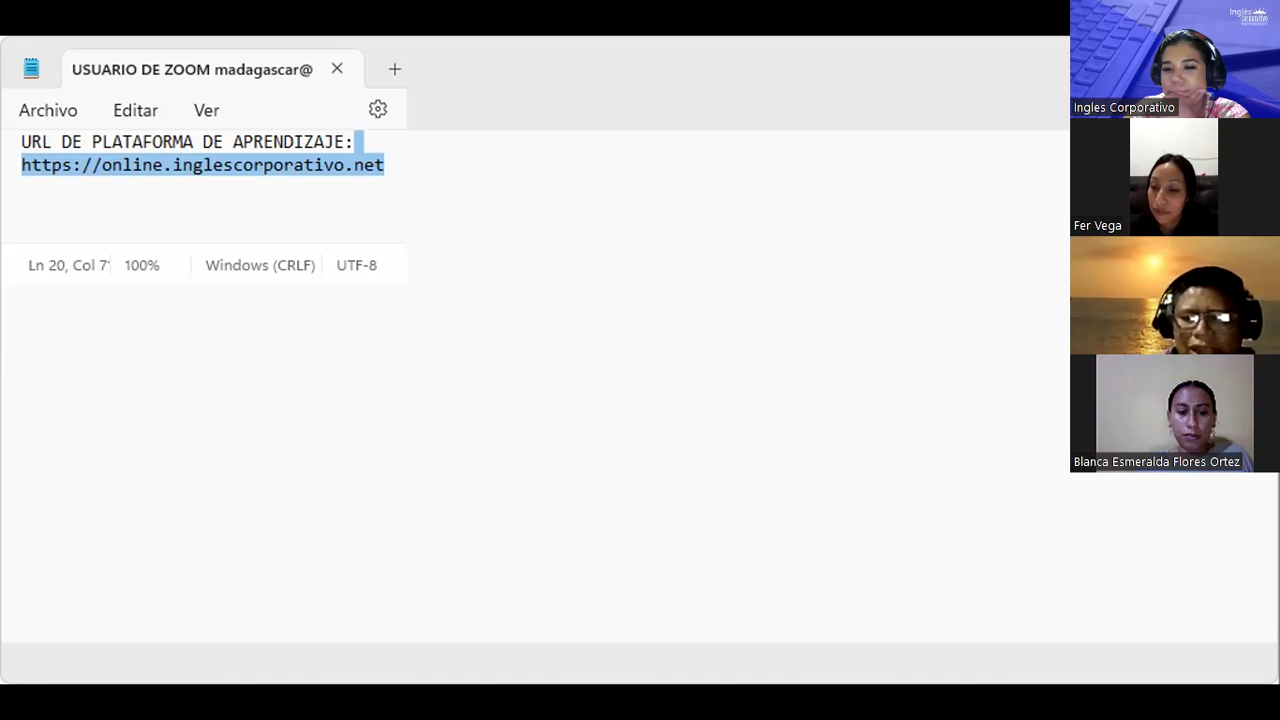 USUARIO DE ZOOM madagascar@
Archivo Editar Ver
URL DE PLATAFORMA DE APRENDIZAJE:
https://online.inglescorporativo.net
Ln 20, Col 7 100% Windows (CRLF) UTF-8
Inglés
Ingles Corporativo
Fer Vega
Blanca Esmeralda Flores Ortez